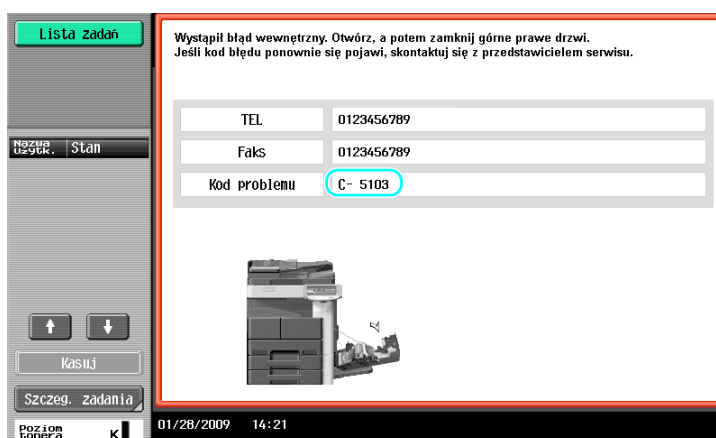 Lista zadań
Wystąpił błąd wewnętrzny. Otwórz, a potem zamknij górne prawe drzwi.
Jeśli kod błędu ponownie się pojawi, skontaktuj się z przedstawicielem serwisu.
TEL 0123456789
Faks 0123456789
Kod problemu C- 5103
Nazwa użytk. Stan
Kasuj
Szczeg. zadania
Poziom tonera K
01/28/2009 14:21